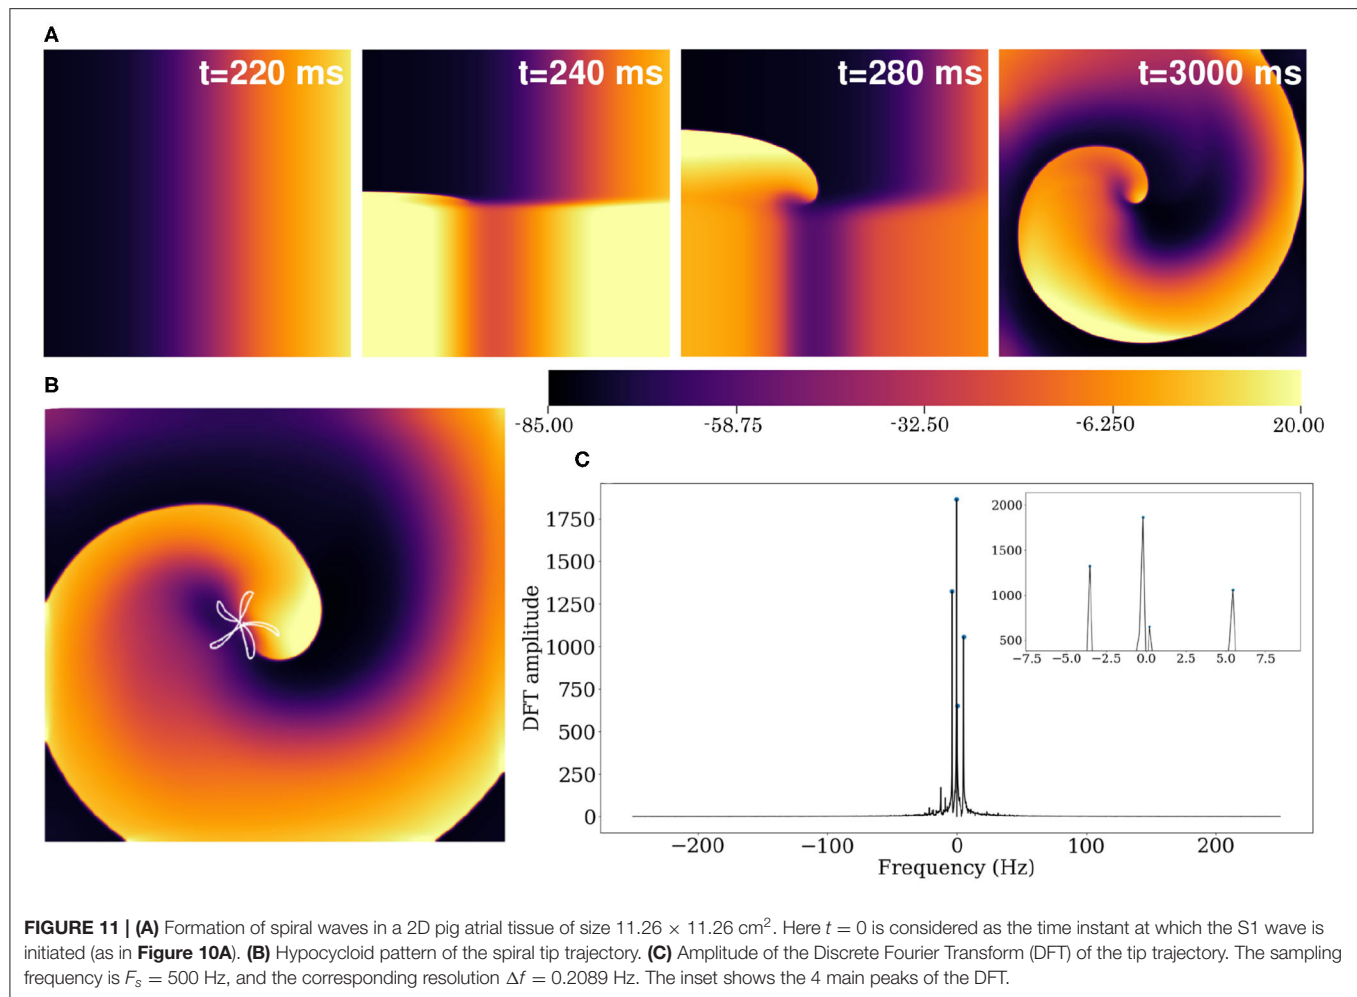 A
t=220 ms
t=240 ms
t=280 ms
t=3000 ms
B
-85.00
-58.75
-32.50
-6.250
20.00
C
DFT amplitude
1750
1500
1250
1000
750
500
250
0
−200
−100
0
100
200
Frequency (Hz)
2000
1500
1000
500
−7.5
−5.0
−2.5
0.0
2.5
5.0
7.5
FIGURE 11 | (A) Formation of spiral waves in a 2D pig atrial tissue of size 11.26 × 11.26 cm². Here t = 0 is considered as the time instant at which the S1 wave is
initiated (as in Figure 10A). (B) Hypocycloid pattern of the spiral tip trajectory. (C) Amplitude of the Discrete Fourier Transform (DFT) of the tip trajectory. The sampling
frequency is Fₛ = 500 Hz, and the corresponding resolution Δf = 0.2089 Hz. The inset shows the 4 main peaks of the DFT.